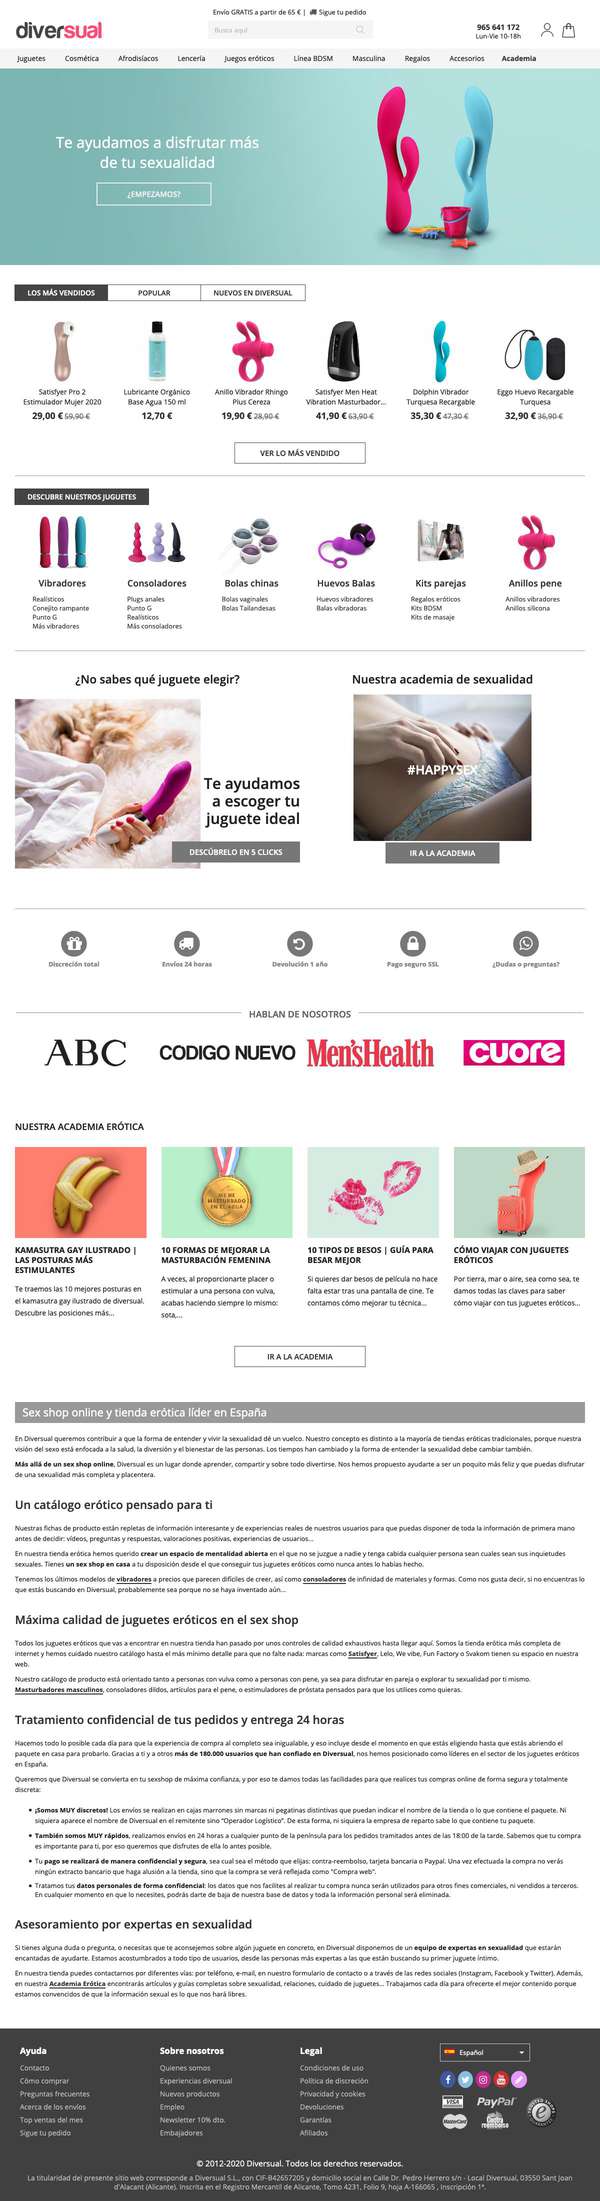 Envío GRATIS a partir de 65 € | Sigue tu pedido
diversual
Busca aquí
965 641 172
Lun-Vie 10-18h
Juguetes Cosmética Afrodisíacos Lencería Juegos eróticos Línea BDSM Masculina Regalos Accesorios Academia
Te ayudamos a disfrutar más
de tu sexualidad
¿EMPEZAMOS?
LOS MÁS VENDIDOS POPULAR NUEVOS EN DIVERSUAL
Satisfyer Pro 2
Estimulador Mujer 2020
29,00 € 59,90 €
Lubricante Orgánico
Base Agua 150 ml
12,70 €
Anillo Vibrador Rhingo
Plus Cereza
19,90 € 28,90 €
Satisfyer Men Heat
Vibration Masturbador...
41,90 € 63,90 €
Dolphin Vibrador
Turquesa Recargable
35,30 € 47,30 €
Eggo Huevo Recargable
Turquesa
32,90 € 36,90 €
VER LO MÁS VENDIDO
DESCUBRE NUESTROS JUGUETES
Vibradores
Realísticos
Conejito rampante
Punto G
Más vibradores
Consoladores
Plugs anales
Punto G
Realísticos
Más consoladores
Bolas chinas
Bolas vaginales
Bolas Tailandesas
Huevos Balas
Huevos vibradores
Balas vibradoras
Kits parejas
Regalos eróticos
Kits BDSM
Kits de masaje
Anillos pene
Anillos vibradores
Anillos silicona
¿No sabes qué juguete elegir?
Te ayudamos
a escoger tu
juguete ideal
DESCÚBRELO EN 5 CLICKS
Nuestra academia de sexualidad
#HAPPYSEX
IR A LA ACADEMIA
Discreción total
Envíos 24 horas
Devolución 1 año
Pago seguro SSL
¿Dudas o preguntas?
HABLAN DE NOSOTROS
ABC CODIGO NUEVO Men'sHealth cuore
NUESTRA ACADEMIA ERÓTICA
KAMASUTRA GAY ILUSTRADO |
LAS POSTURAS MÁS
ESTIMULANTES
Te traemos las 10 mejores posturas en
el kamasutra gay ilustrado de diversual.
Descubre las posiciones más...
ME HE
MASTURBADO
EN EL AGUA
10 FORMAS DE MEJORAR LA
MASTURBACIÓN FEMENINA
A veces, al proporcionarte placer o
estimular a una persona con vulva,
acabas haciendo siempre lo mismo:
sota,...
10 TIPOS DE BESOS | GUÍA PARA
BESAR MEJOR
Si quieres dar besos de película no hace
falta estar tras una pantalla de cine. Te
contamos cómo mejorar tu técnica...
CÓMO VIAJAR CON JUGUETES
ERÓTICOS
Por tierra, mar o aire, sea como sea, te
damos todas las claves para saber
cómo viajar con tus juguetes eróticos...
IR A LA ACADEMIA
Sex shop online y tienda erótica líder en España
En Diversual queremos contribuir a que la forma de entender y vivir la sexualidad dé un vuelco. Nuestro concepto es distinto a la mayoría de tiendas eróticas tradicionales, porque nuestra
visión del sexo está enfocada a la salud, la diversión y el bienestar de las personas. Los tiempos han cambiado y la forma de entender la sexualidad debe cambiar también.
Más allá de un sex shop online, Diversual es un lugar donde aprender, compartir y sobre todo divertirse. Nos hemos propuesto ayudarte a ser un poquito más feliz y que puedas disfrutar
de una sexualidad más completa y placentera.
Un catálogo erótico pensado para ti
Nuestras fichas de producto están repletas de información interesante y de experiencias reales de nuestros usuarios para que puedas disponer de toda la información de primera mano
antes de decidir: vídeos, preguntas y respuestas, valoraciones positivas, experiencias de usuarios...
En nuestra tienda erótica hemos querido crear un espacio de mentalidad abierta en el que no se juzgue a nadie y tenga cabida cualquier persona sean cuales sean sus inquietudes
sexuales. Tienes un sex shop en casa a tu disposición desde el que conseguir tus juguetes eróticos como nunca antes lo habías hecho.
Tenemos los últimos modelos de vibradores a precios que parecen difíciles de creer, así como consoladores de infinidad de materiales y formas. Como nos gusta decir, si no encuentras lo
que estás buscando en Diversual, probablemente sea porque no se haya inventado aún...
Máxima calidad de juguetes eróticos en el sex shop
Todos los juguetes eróticos que vas a encontrar en nuestra tienda han pasado por unos controles de calidad exhaustivos hasta llegar aquí. Somos la tienda erótica más completa de
internet y hemos cuidado nuestro catálogo hasta el más mínimo detalle para que no falte nada: marcas como Satisfyer, Lelo, We vibe, Fun Factory o Svakom tienen su espacio en nuestra
web.
Nuestro catálogo de producto está orientado tanto a personas con vulva como a personas con pene, ya sea para disfrutar en pareja o explorar tu sexualidad por ti mismo.
Masturbadores masculinos, consoladores dildos, artículos para el pene, o estimuladores de próstata pensados para que los utilices como quieras.
Tratamiento confidencial de tus pedidos y entrega 24 horas
Hacemos todo lo posible cada día para que la experiencia de compra al completo sea inigualable, y eso incluye desde el momento en que estás eligiendo hasta que estás abriendo el
paquete en casa para probarlo. Gracias a ti y a otros más de 180.000 usuarios que han confiado en Diversual, nos hemos posicionado como líderes en el sector de los juguetes eróticos
en España.
Queremos que Diversual se convierta en tu sexshop de máxima confianza, y por eso te damos todas las facilidades para que realices tus compras online de forma segura y totalmente
discreta:
¡Somos MUY discretos! Los envíos se realizan en cajas marrones sin marcas ni pegatinas distintivas que puedan indicar el nombre de la tienda o lo que contiene el paquete. Ni
siquiera aparece el nombre de Diversual en el remitente sino "Operador Logístico". De esta forma, ni siquiera la empresa de reparto sabe lo que contiene tu paquete.
También somos MUY rápidos, realizamos envíos en 24 horas a cualquier punto de la península para los pedidos tramitados antes de las 18:00 de la tarde. Sabemos que tu compra
es importante para ti, por eso queremos que disfrutes de ella lo antes posible.
Tu pago se realizará de manera confidencial y segura, sea cual sea el método que elijas: contra-reembolso, tarjeta bancaria o Paypal. Una vez efectuada la compra no verás
ningún extracto bancario que haga alusión a la tienda, sino que la compra se verá reflejada como "Compra web".
Tratamos tus datos personales de forma confidencial: los datos que nos facilites al realizar tu compra nunca serán utilizados para otros fines comerciales, ni vendidos a terceros.
En cualquier momento en que lo necesites, podrás darte de baja de nuestra base de datos y toda la información personal será eliminada.
Asesoramiento por expertas en sexualidad
Si tienes alguna duda o pregunta, o necesitas que te aconsejemos sobre algún juguete en concreto, en Diversual disponemos de un equipo de expertas en sexualidad que estarán
encantadas de ayudarte. Estamos acostumbrados a todo tipo de usuarios, desde las personas más expertas a las que están buscando su primer juguete íntimo.
En nuestra tienda puedes contactarnos por diferentes vías: por teléfono, e-mail, en nuestro formulario de contacto o a través de las redes sociales (Instagram, Facebook y Twitter). Además,
en nuestra Academia Erótica encontrarás artículos y guías completas sobre sexualidad, relaciones, cuidado de juguetes... Trabajamos cada día para ofrecerte el mejor contenido porque
estamos convencidos de que la información sexual es lo que nos hará libres.
Ayuda
Contacto
Cómo comprar
Preguntas frecuentes
Acerca de los envíos
Top ventas del mes
Sigue tu pedido
Sobre nosotros
Quienes somos
Experiencias diversual
Nuevos productos
Empleo
Newsletter 10% dto.
Embajadores
Legal
Condiciones de uso
Política de discreción
Privacidad y cookies
Devoluciones
Garantías
Afiliados
Español
VISA PayPal
MasterCard Contra reembolso
© 2012-2020 Diversual. Todos los derechos reservados.
La titularidad del presente sitio web corresponde a Diversual S.L., con CIF-B42657205 y domicilio social en Calle Dr. Pedro Herrero s/n - Local Diversual, 03550 Sant Joan
d'Alacant (Alicante). Inscrita en el Registro Mercantil de Alicante, Tomo 4231, Folio 9, hoja A-166065 , Inscripción 1ª.